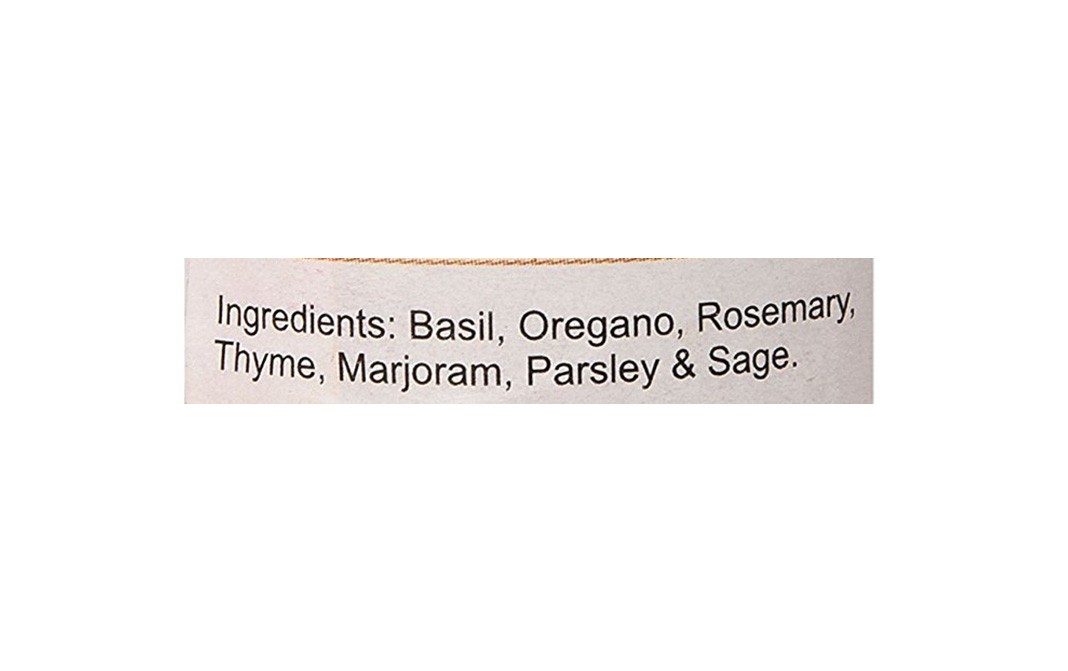 Ingredients: Basil, Oregano, Rosemary,
Thyme, Marjoram, Parsley & Sage.